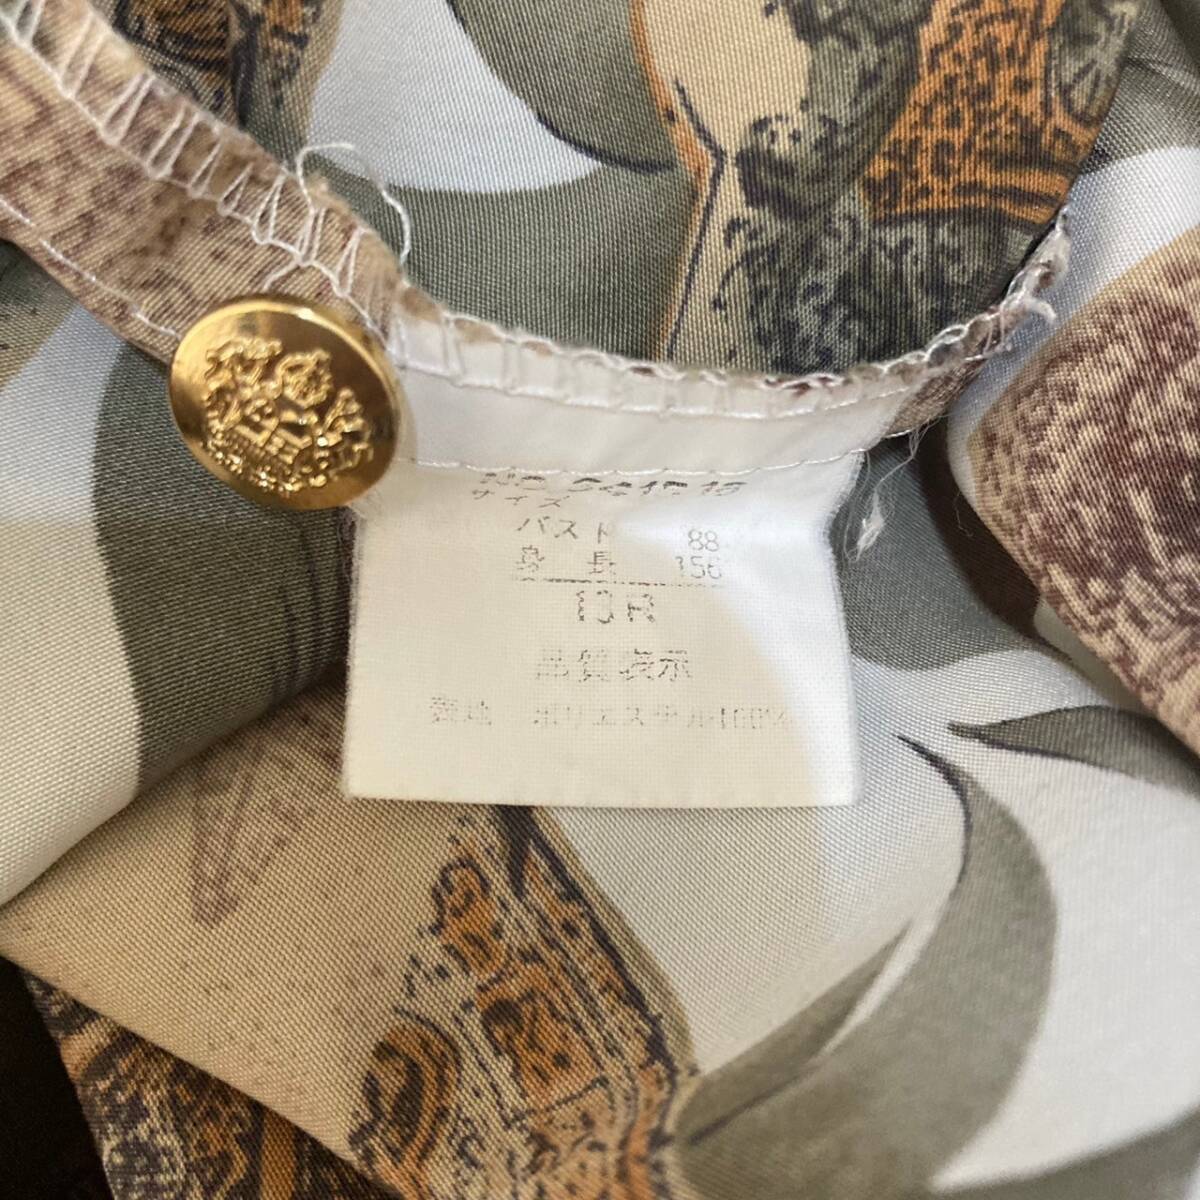 サイズ
バスト 88
身長 156
10R
品質表示
表地 ポリエステル100%